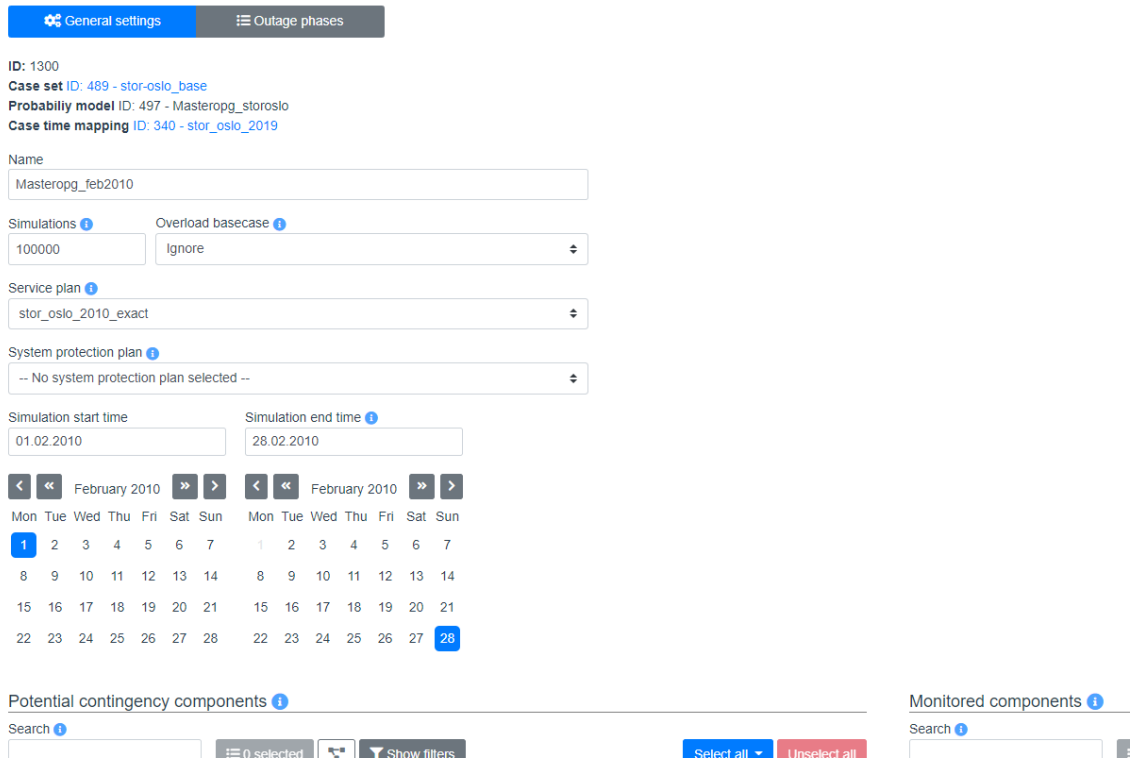 General settings
Outage phases
ID: 1300
Case set ID: 489 - stor-oslo_base
Probabiliy model ID: 497 - Masteropg_storoslo
Case time mapping ID: 340 - stor_oslo_2019
Name
Masteropg_feb2010
Simulations Overload basecase
100000 Ignore
Service plan
stor_oslo_2010_exact
System protection plan
-- No system protection plan selected --
Simulation start time Simulation end time
01.02.2010 28.02.2010
February 2010 February 2010
Mon Tue Wed Thu Fri Sat Sun Mon Tue Wed Thu Fri Sat Sun
1 2 3 4 5 6 7 1 2 3 4 5 6 7
8 9 10 11 12 13 14 8 9 10 11 12 13 14
15 16 17 18 19 20 21 15 16 17 18 19 20 21
22 23 24 25 26 27 28 22 23 24 25 26 27 28
Potential contingency components Monitored components
Search Search
0 selected Show filters Select all Unselect all